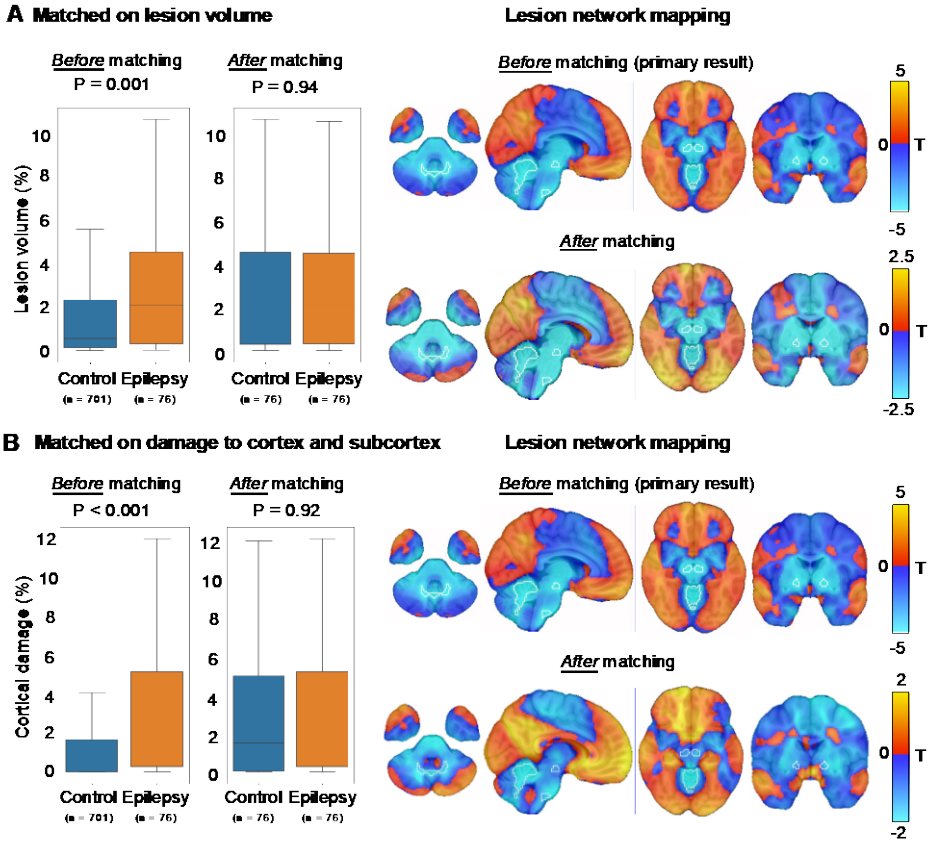 A Matched on lesion volume
Lesion network mapping
Before matching
P = 0.001
After matching
P = 0.94
Before matching (primary result)
Lesion volume (%)
10
8
6
4
2
0
10
8
6
4
2
0
Control Epilepsy
(n = 701) (n = 76)
Control Epilepsy
(n = 76) (n = 76)
5
0 T
-5
After matching
2.5
0 T
-2.5
B Matched on damage to cortex and subcortex
Lesion network mapping
Before matching
P < 0.001
After matching
P = 0.92
Before matching (primary result)
Cortical damage (%)
12
10
8
6
4
2
0
12
10
8
6
4
2
0
Control Epilepsy
(n = 701) (n = 76)
Control Epilepsy
(n = 76) (n = 76)
5
0 T
-5
After matching
2
0 T
-2